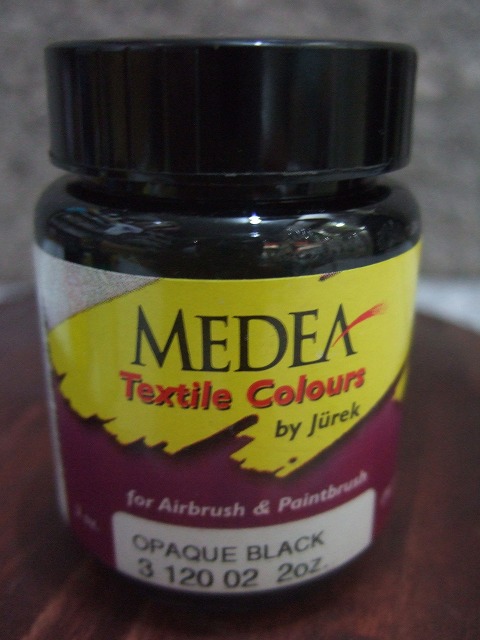 MEDEA
Textile Colours
by Jürek
for Airbrush & Paintbrush
OPAQUE BLACK
3 120 02 2oz.